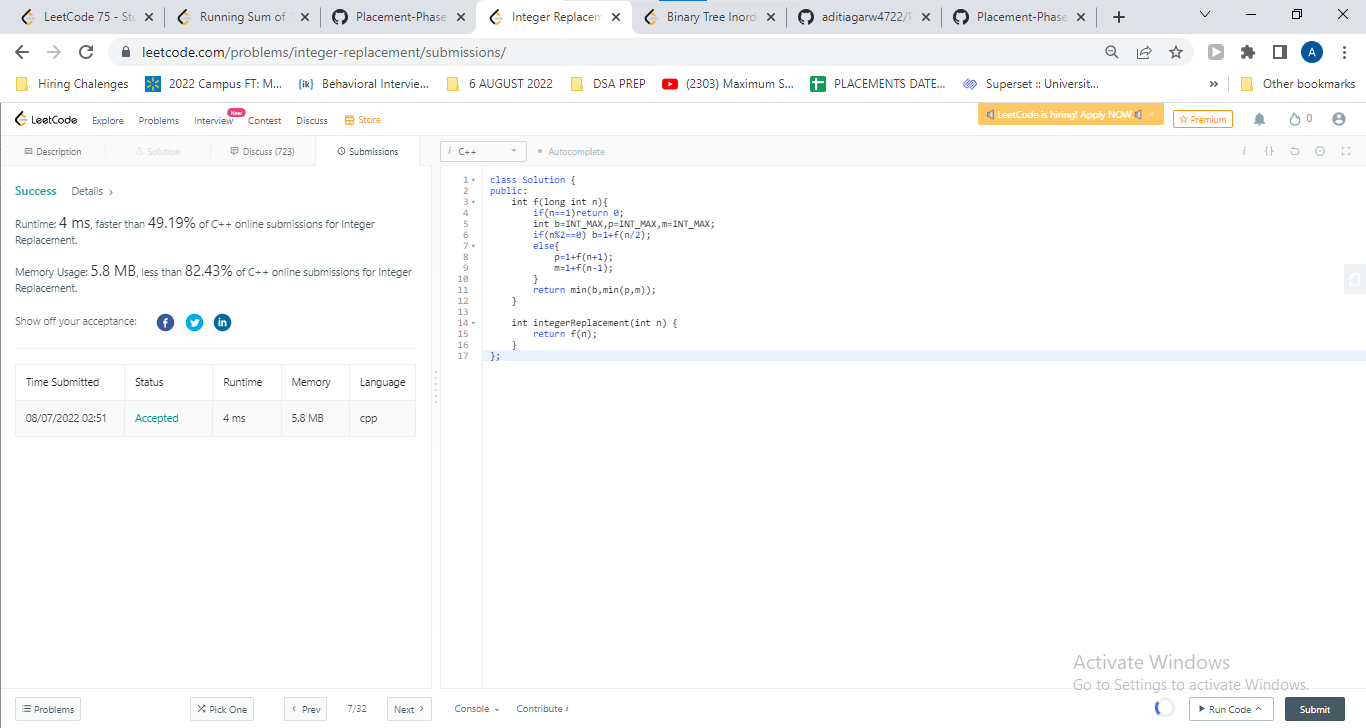 LeetCode 75 - Stu
Running Sum of
Placement-Phase
Integer Replacem
Binary Tree Inord
aditiagarw4722/P
Placement-Phase
leetcode.com/problems/integer-replacement/submissions/
A
Hiring Chalenges
2022 Campus FT: M...
{ik} Behavioral Intervie...
6 AUGUST 2022
DSA PREP
(2303) Maximum S...
PLACEMENTS DATE...
Superset :: Universit...
»
Other bookmarks
LeetCode
Explore
Problems
Interview
New
Contest
Discuss
Store
LeetCode is hiring! Apply NOW.
Premium
0
Description
Solution
Discuss (723)
Submissions
i C++
Autocomplete
i {}
Success Details >
Runtime: 4 ms, faster than 49.19% of C++ online submissions for Integer
Replacement.
Memory Usage: 5.8 MB, less than 82.43% of C++ online submissions for Integer
Replacement.
Show off your acceptance:
Time Submitted Status Runtime Memory Language
08/07/2022 02:51 Accepted 4 ms 5.8 MB cpp
1 class Solution {
2 public:
3 int f(long int n){
4 if(n==1)return 0;
5 int b=INT_MAX,p=INT_MAX,m=INT_MAX;
6 if(n%2==0) b=1+f(n/2);
7 else{
8 p=1+f(n+1);
9 m=1+f(n-1);
10 }
11 return min(b,min(p,m));
12 }
13
14 int integerReplacement(int n) {
15 return f(n);
16 }
17 };
Activate Windows
Go to Settings to activate Windows.
Problems
Pick One
< Prev
7/32
Next >
Console
Contribute i
Run Code
Submit